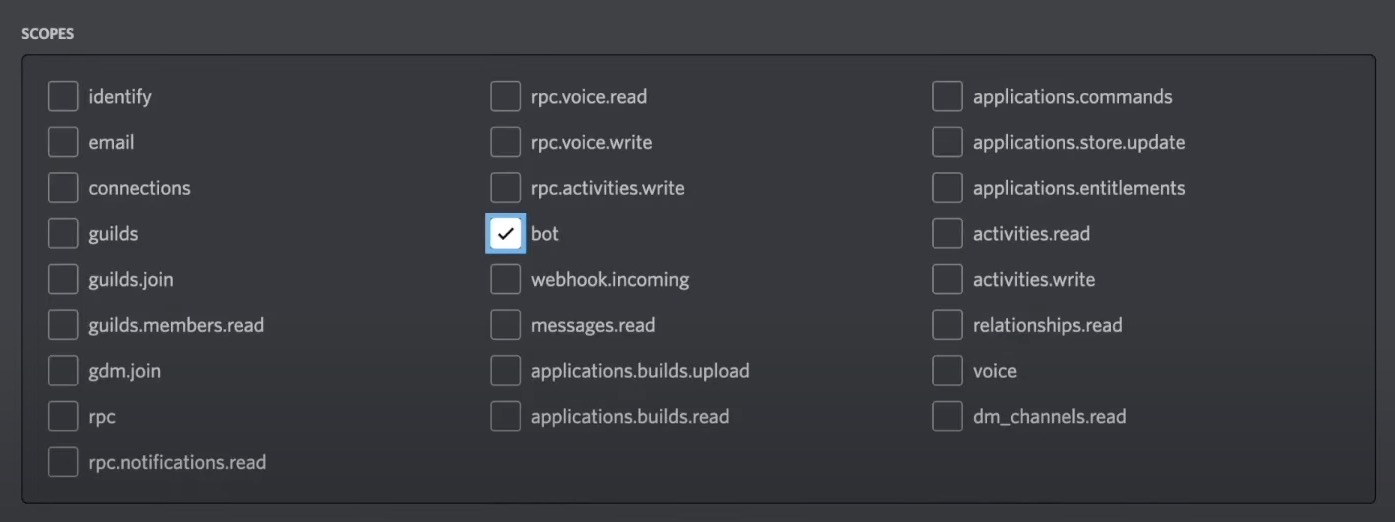 SCOPES
identify
email
connections
guilds
guilds.join
guilds.members.read
gdm.join
rpc
rpc.notifications.read
rpc.voice.read
rpc.voice.write
rpc.activities.write
bot
webhook.incoming
messages.read
applications.builds.upload
applications.builds.read
applications.commands
applications.store.update
applications.entitlements
activities.read
activities.write
relationships.read
voice
dm_channels.read